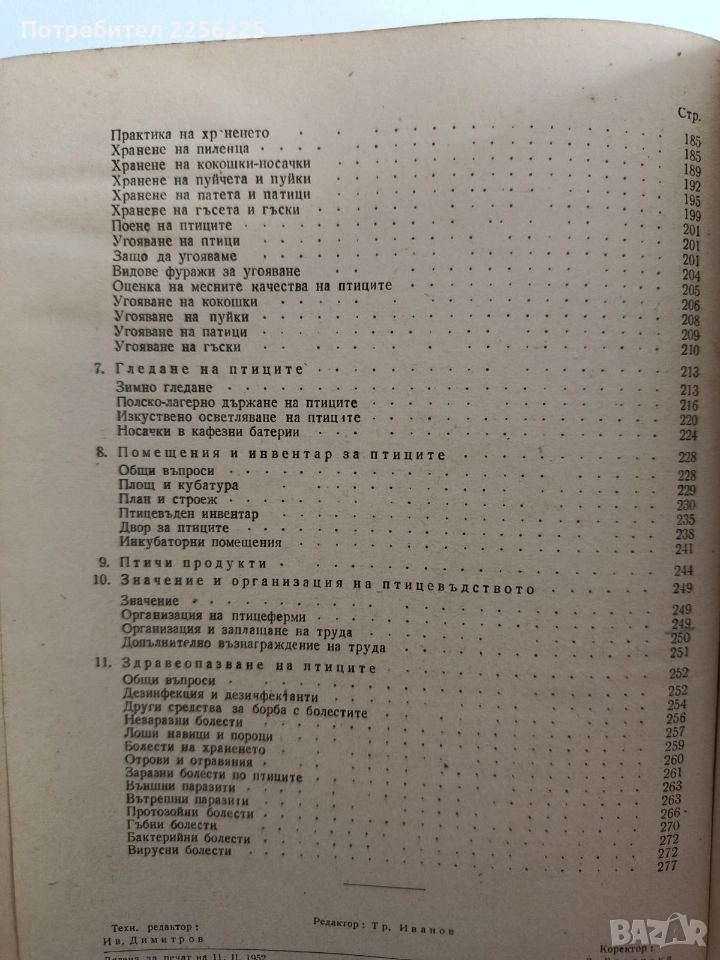 Потребител 2256225
Стр.
Практика на хр неного 185
Хранене на пиленца 185
Хранене на кокошки-носачки 189
Хранене на пуйчета и пуйки 192
Хранене на патета и патици 195
Храневе на гъсета и гъски 199
Поене на птиците 201
Угояване на птици 201
Защо да угояваме 201
Видове фуражи за угояване 204
Оценка на месните качества на птиците 205
Угояване на кокошки 206
Угояване на пуйки 208
Угояване на патици 209
Угояване на гъски 210
7. Гледане на птиците 213
Зимно гледане 213
Полско-лагерно държане на птиците 216
Изкуствено осветляване на птиците 220
Носачки в кафезни батерии 224
8. Помещения и инвентар за птиците 228
Общи въпроси 228
Площ и кубатура 229
План и строеж 230
Птицевъден инвентар 235
Двор за птиците 238
Инкубаторни помещения 241
9. Птичи продукти 244
10. Значение и организация на птицевъдството 249
Значение 249
Организация на птицеферми 249
Организация и заплащане на труда 250
Допълнително възнаграждение на труда 251
11. Здравеопазване на птиците 252
Общи въпроси 252
Дезинфекция и дезинфектанти 254
Други средства за борба с болестите 256
Незаразни болести 257
Лоши навици и пороци 259
Болести на храненето 260
Отрови и отравяния 261
Заразни болести по птиците 263
Външни паразити 263
Вътрешни паразити 266
Протозойни болести 270
Гъбни болести 272
Бактерийни болести 272
Вирусни болести 277
Техн. редактор: Редактор: Тр. Иванов
Ив. Димитров Коректор:
за печат на 11. II. 1952
BAZAR